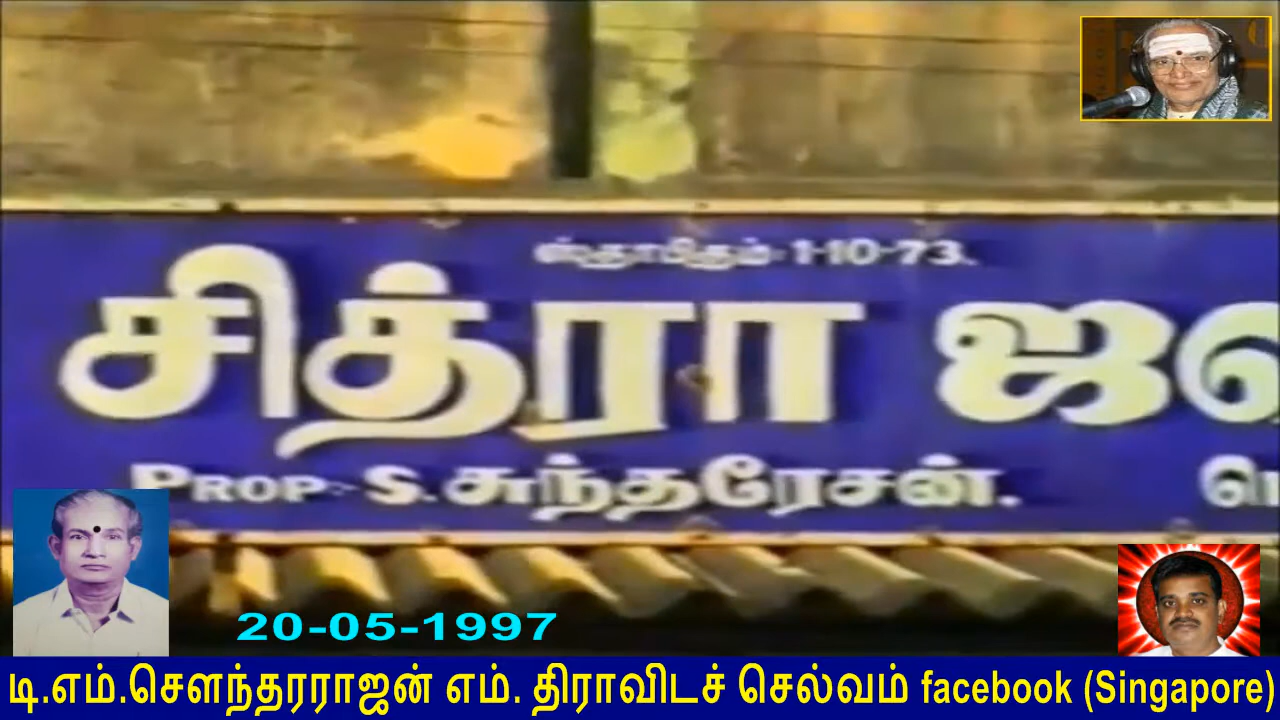 ஸ்தாபிதம் 1-10-73.
சித்ரா
PROP:- S. சுந்தரேசன்.
20-05-1997
டி.எம்.சௌந்தரராஜன் எம். திராவிடச் செல்வம் facebook (Singapore)